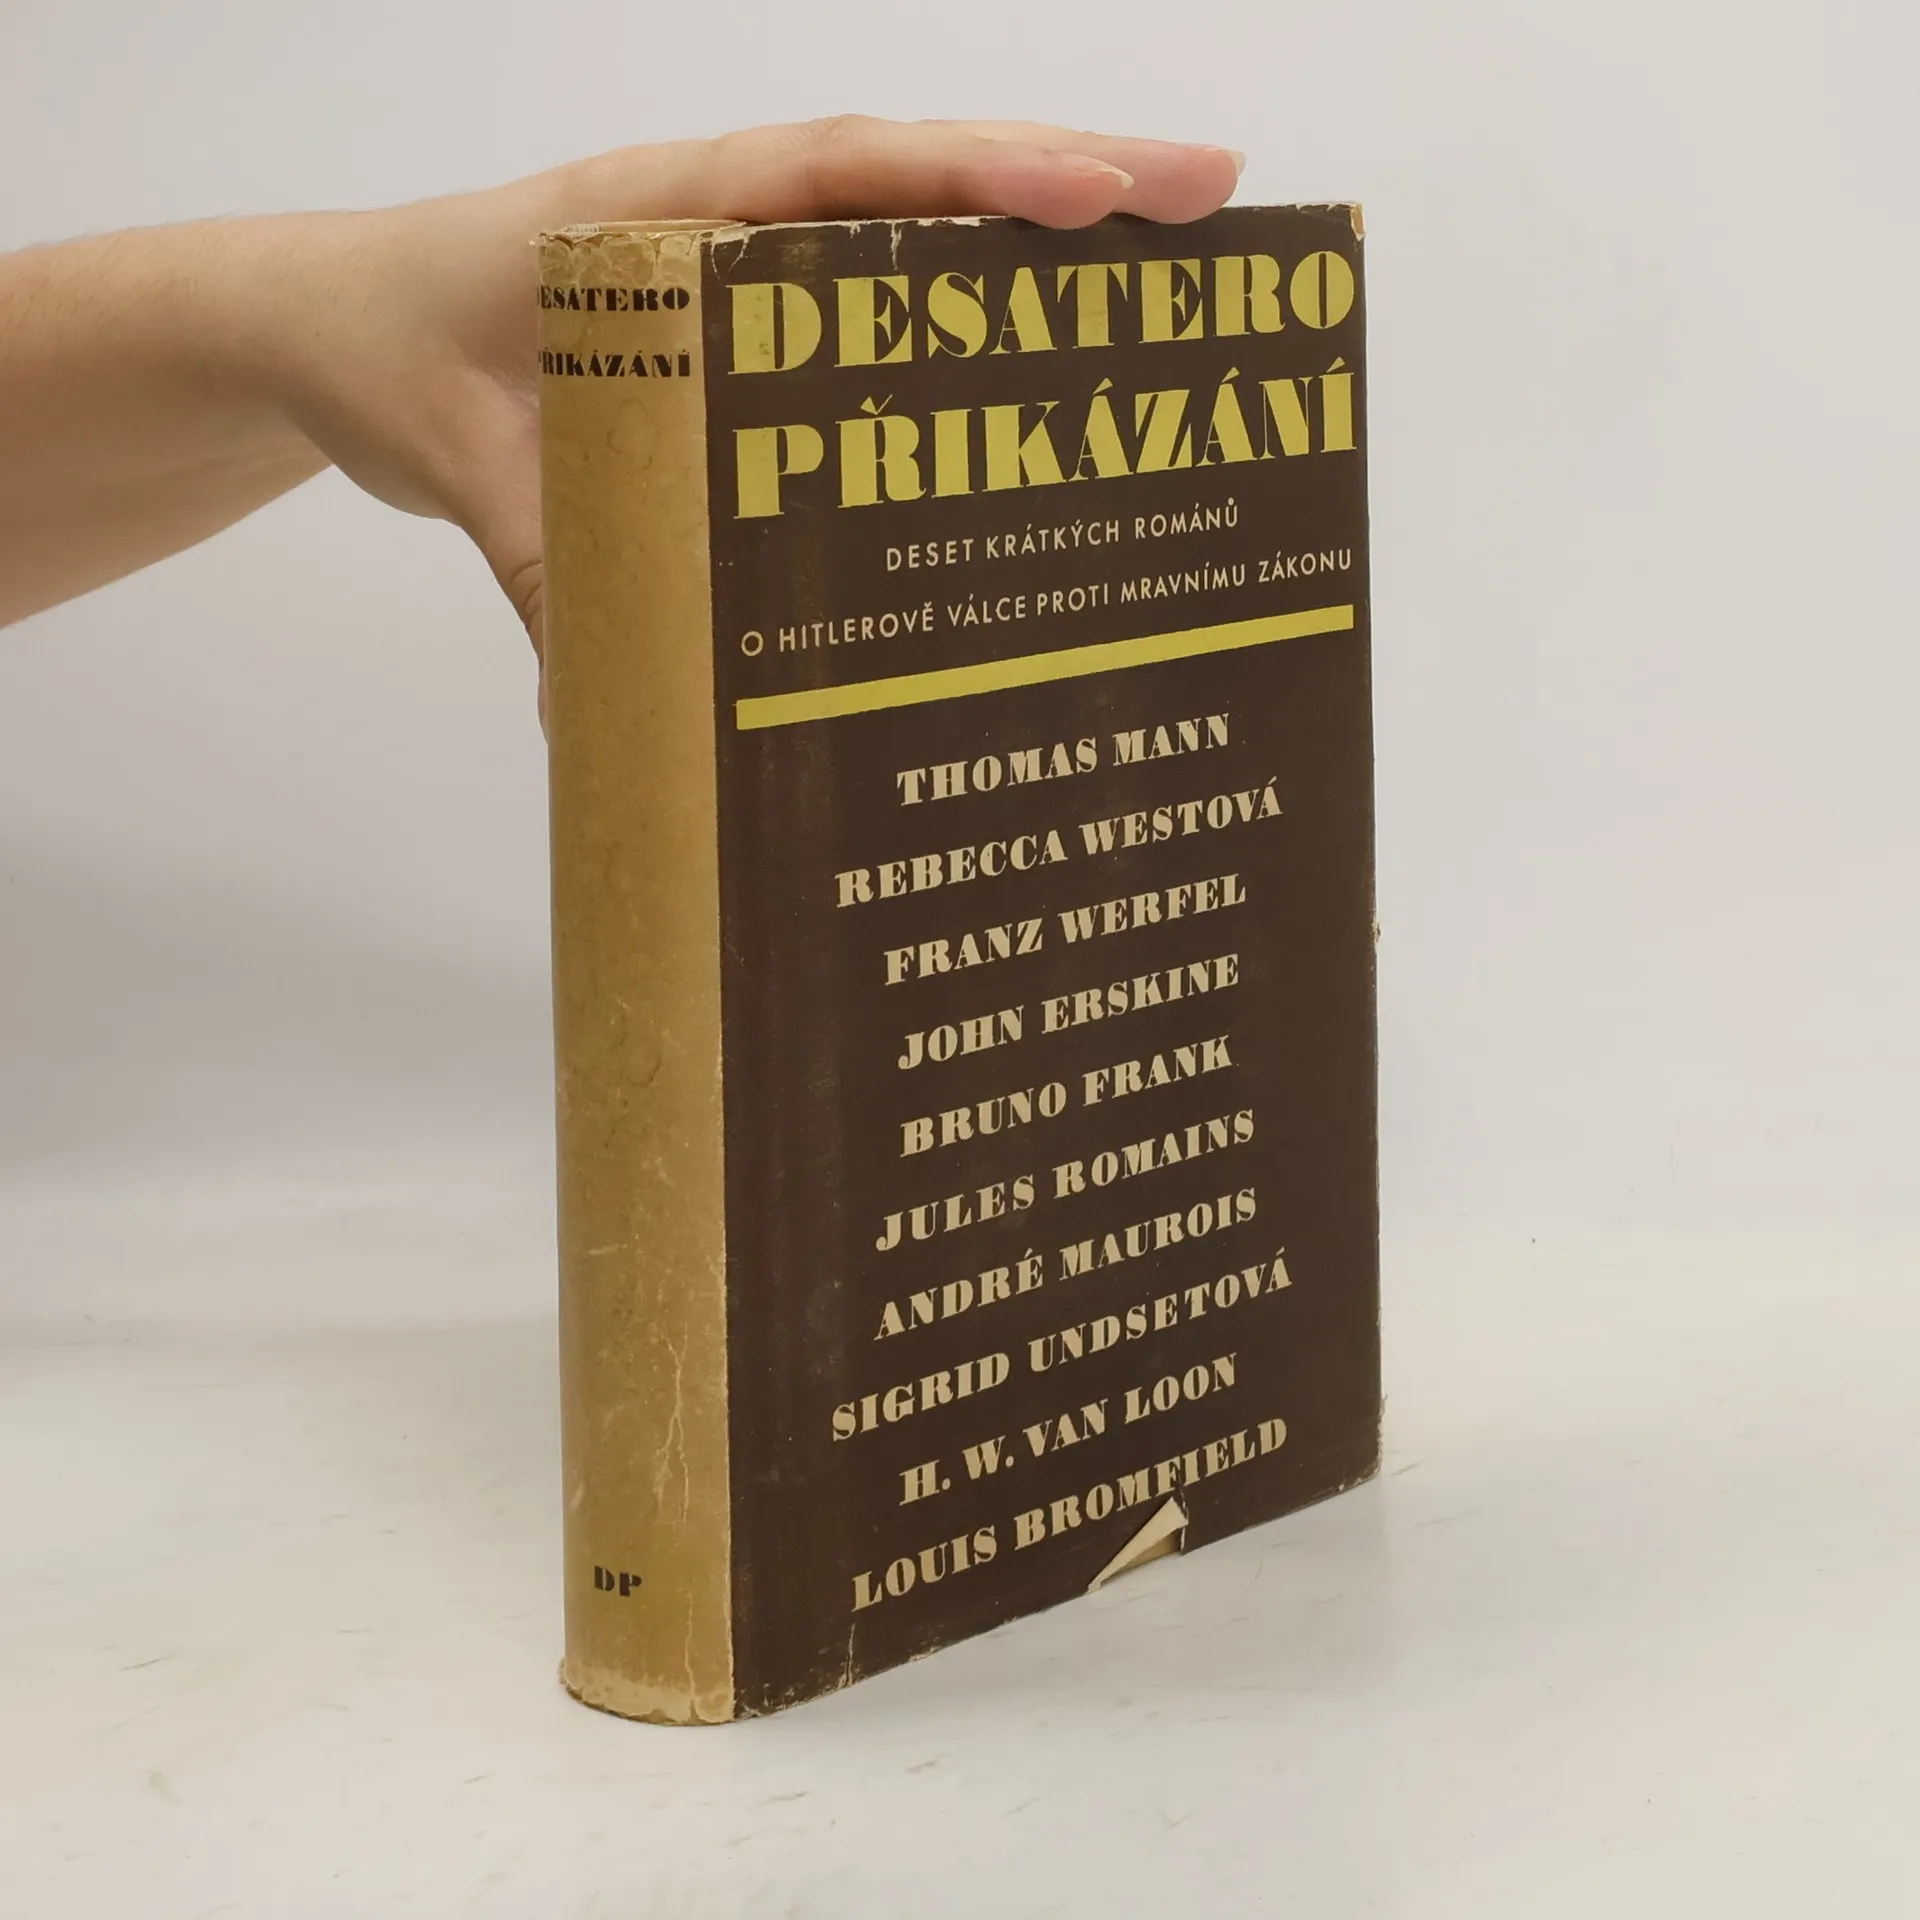 DESATERO
PŘIKÁZÁNÍ
DESET KRÁTKÝCH ROMÁNŮ
O HITLEROVĚ VÁLCE PROTI MRAVNÍMU ZÁKONU
THOMAS MANN
REBECCA WESTOVÁ
FRANZ WERFEL
JOHN ERSKINE
BRUNO FRANK
JULES ROMAINS
ANDRÉ MAUROIS
SIGRID UNDSETOVÁ
H. W. VAN LOON
LOUIS BROMFIELD
DESATERO
PŘIKÁZÁNÍ
DP